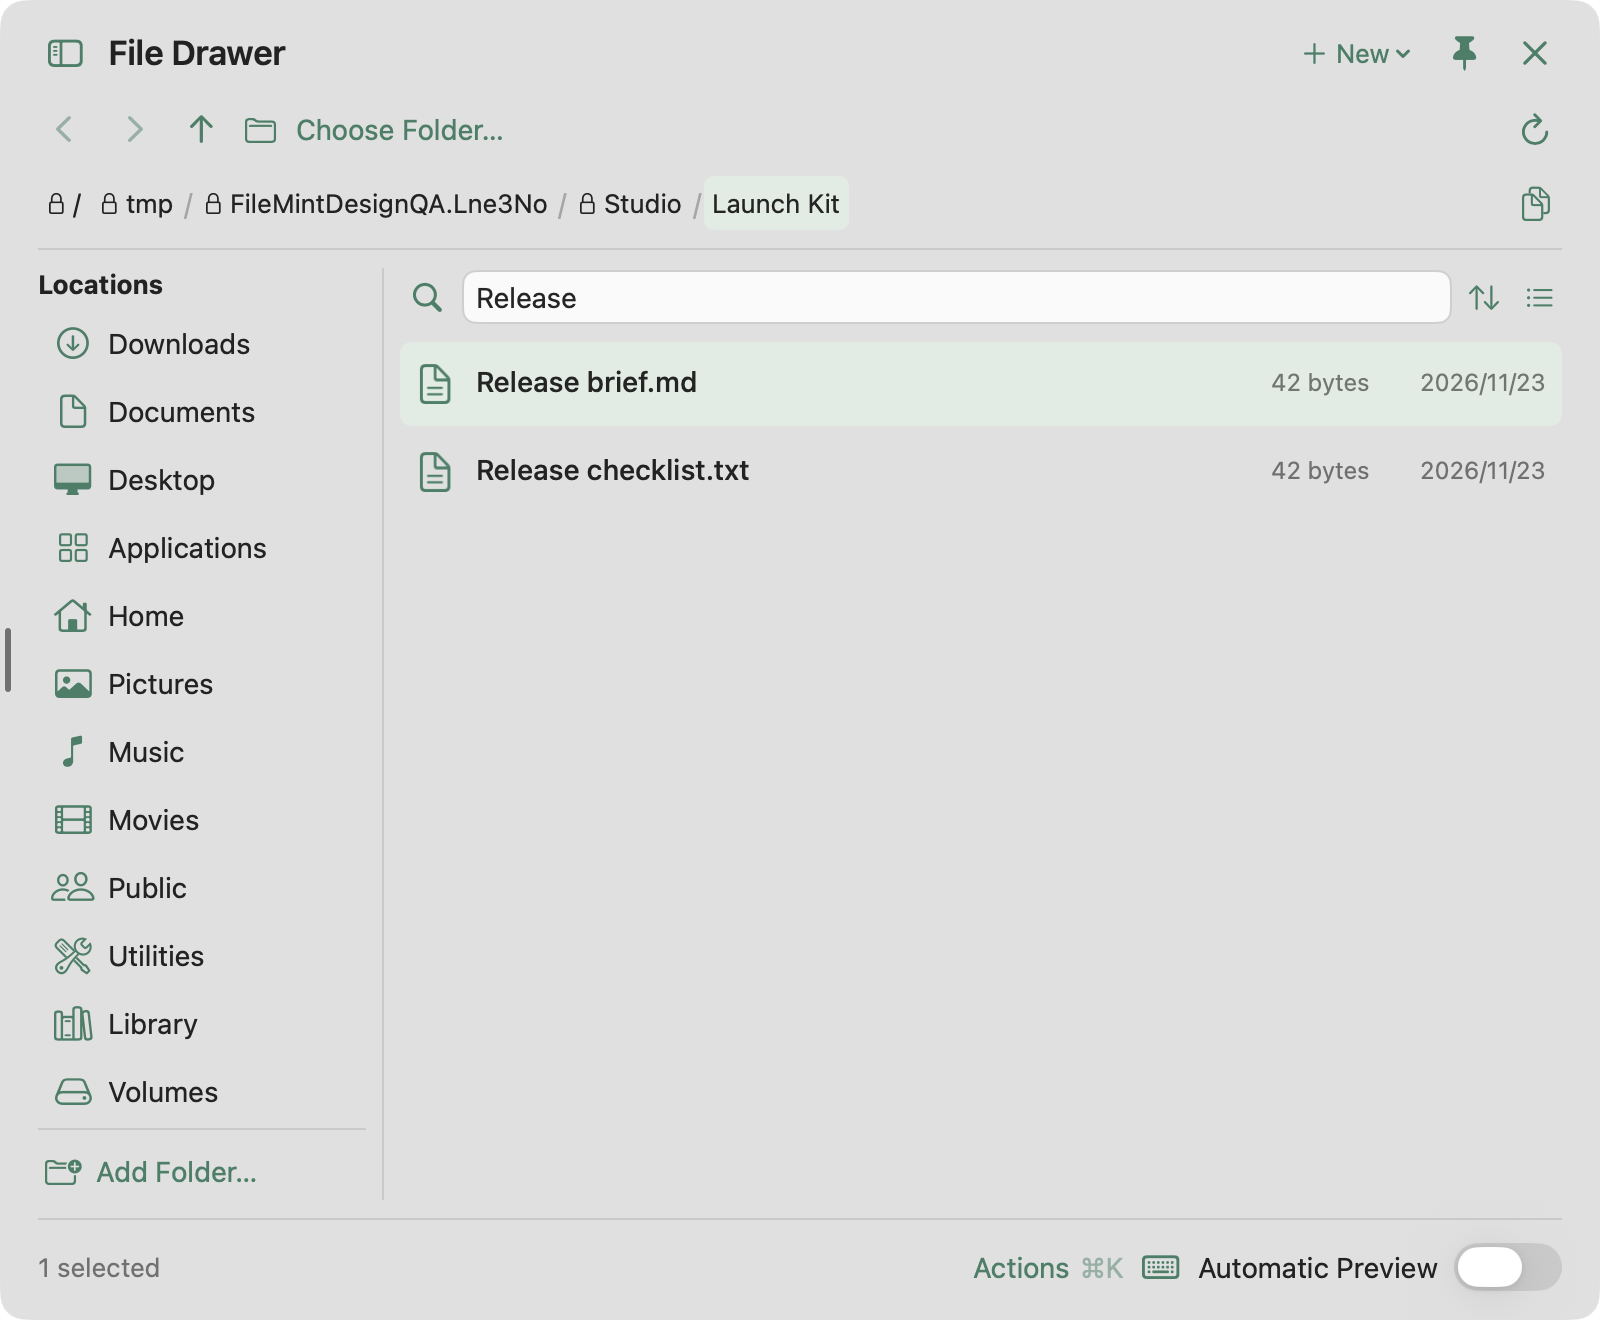 File Drawer
New
Choose Folder...
/ tmp / FileMintDesignQA.Lne3No / Studio / Launch Kit
Locations
Downloads
Documents
Desktop
Applications
Home
Pictures
Music
Movies
Public
Utilities
Library
Volumes
Add Folder...
Release
Release brief.md 42 bytes 2026/11/23
Release checklist.txt 42 bytes 2026/11/23
1 selected
Actions ⌘K Automatic Preview